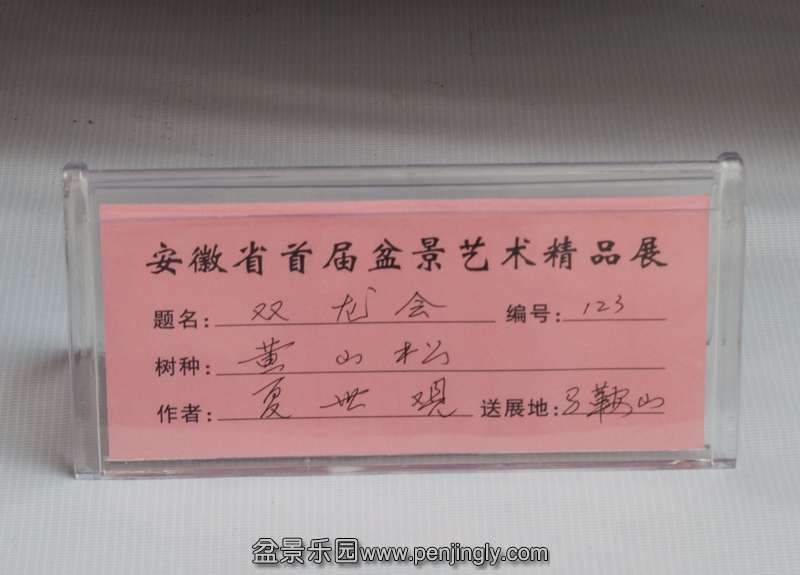 安徽省首届盆景艺术精品展
题名：双龙会 编号：123
树种：黄山松
作者：夏世观 送展地：马鞍山
盆景乐园www.penjingly.com